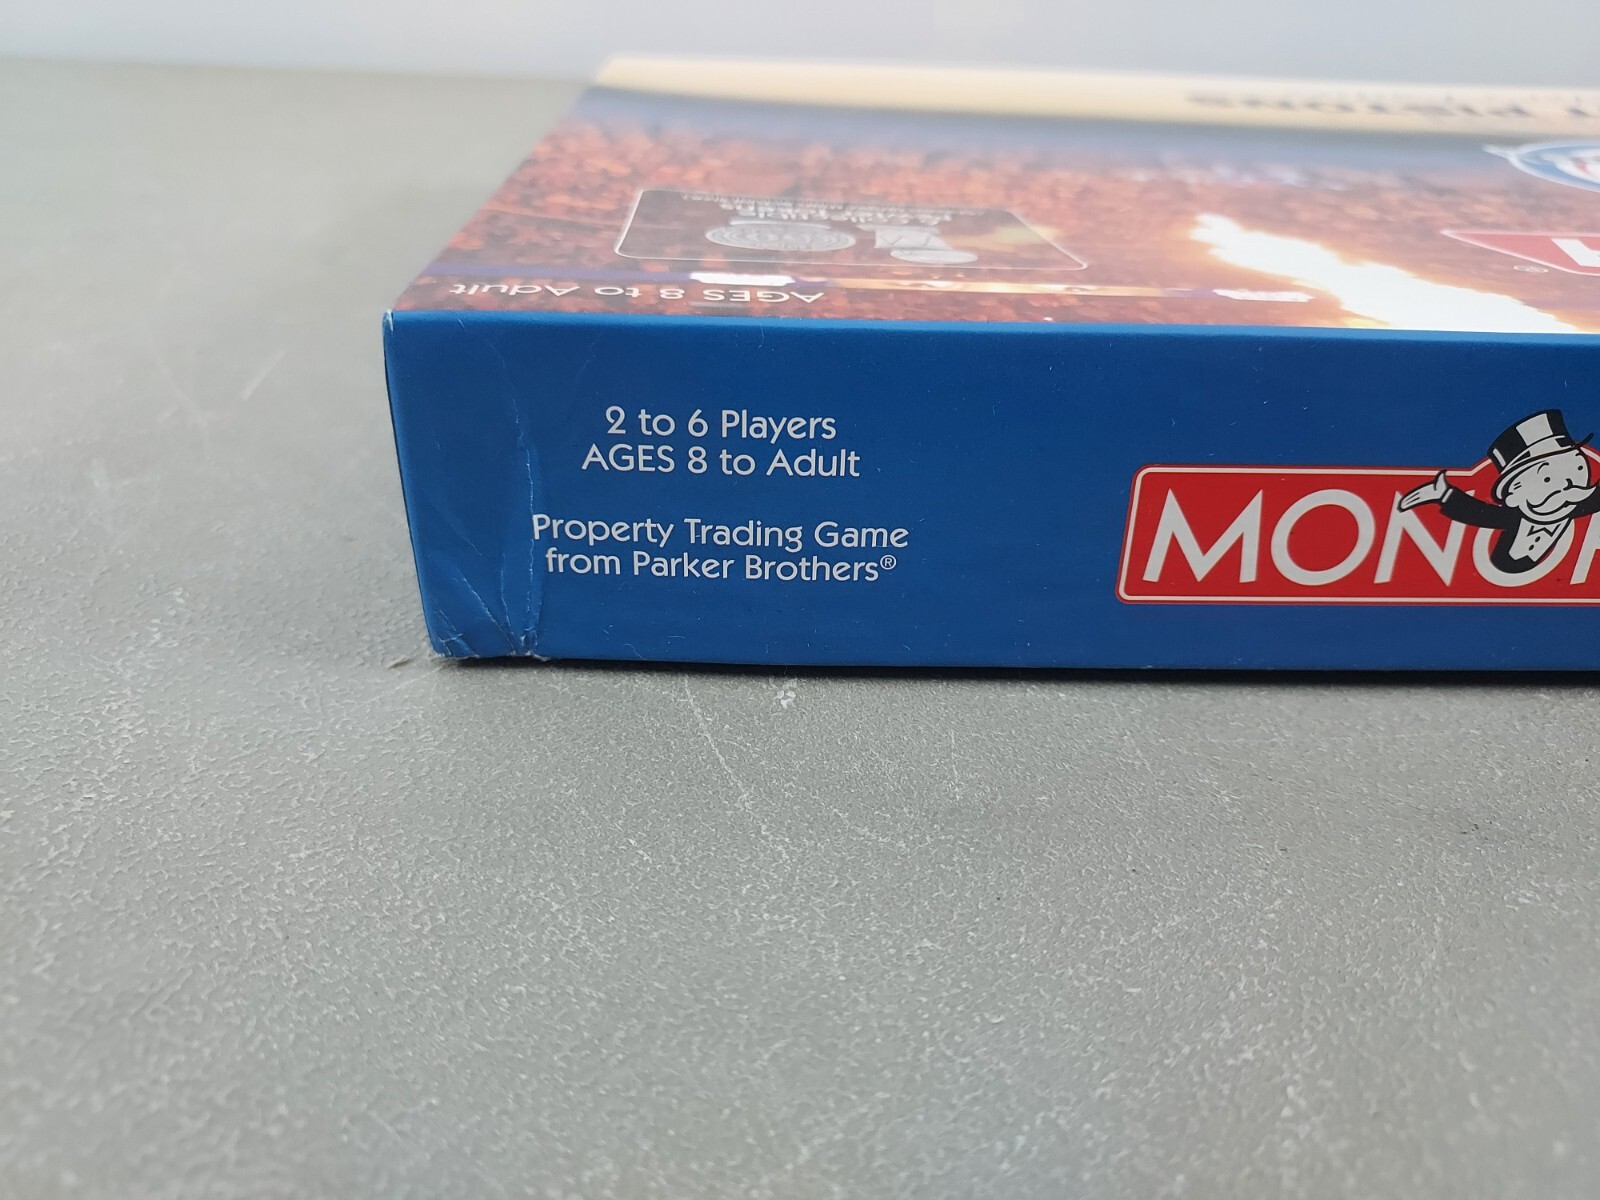 PISTONS
AGES 8 to Adult
2 to 6 Players
AGES 8 to Adult
Property Trading Game
from Parker Brothers®
MONO